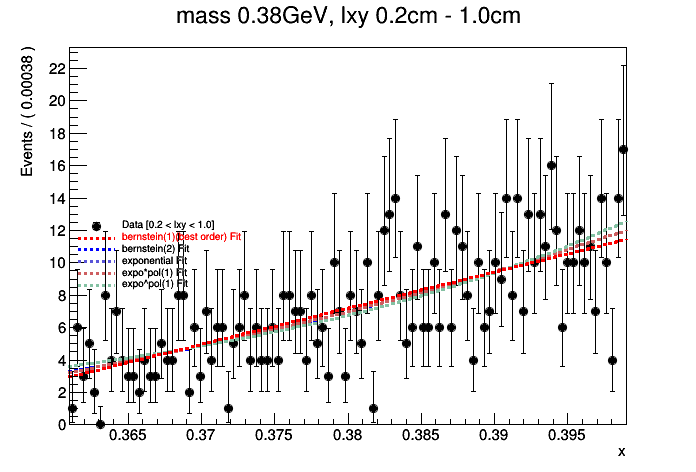 mass 0.38GeV, lxy 0.2cm - 1.0cm
Events / ( 0.00038 )
22
20
18
16
14
12
10
8
6
4
2
0
Data [0.2 < lxy < 1.0]
bernstein(1)(best order) Fit
bernstein(2) Fit
exponential Fit
expo*pol(1) Fit
expo^pol(1) Fit
0.365 0.37 0.375 0.38 0.385 0.39 0.395
x